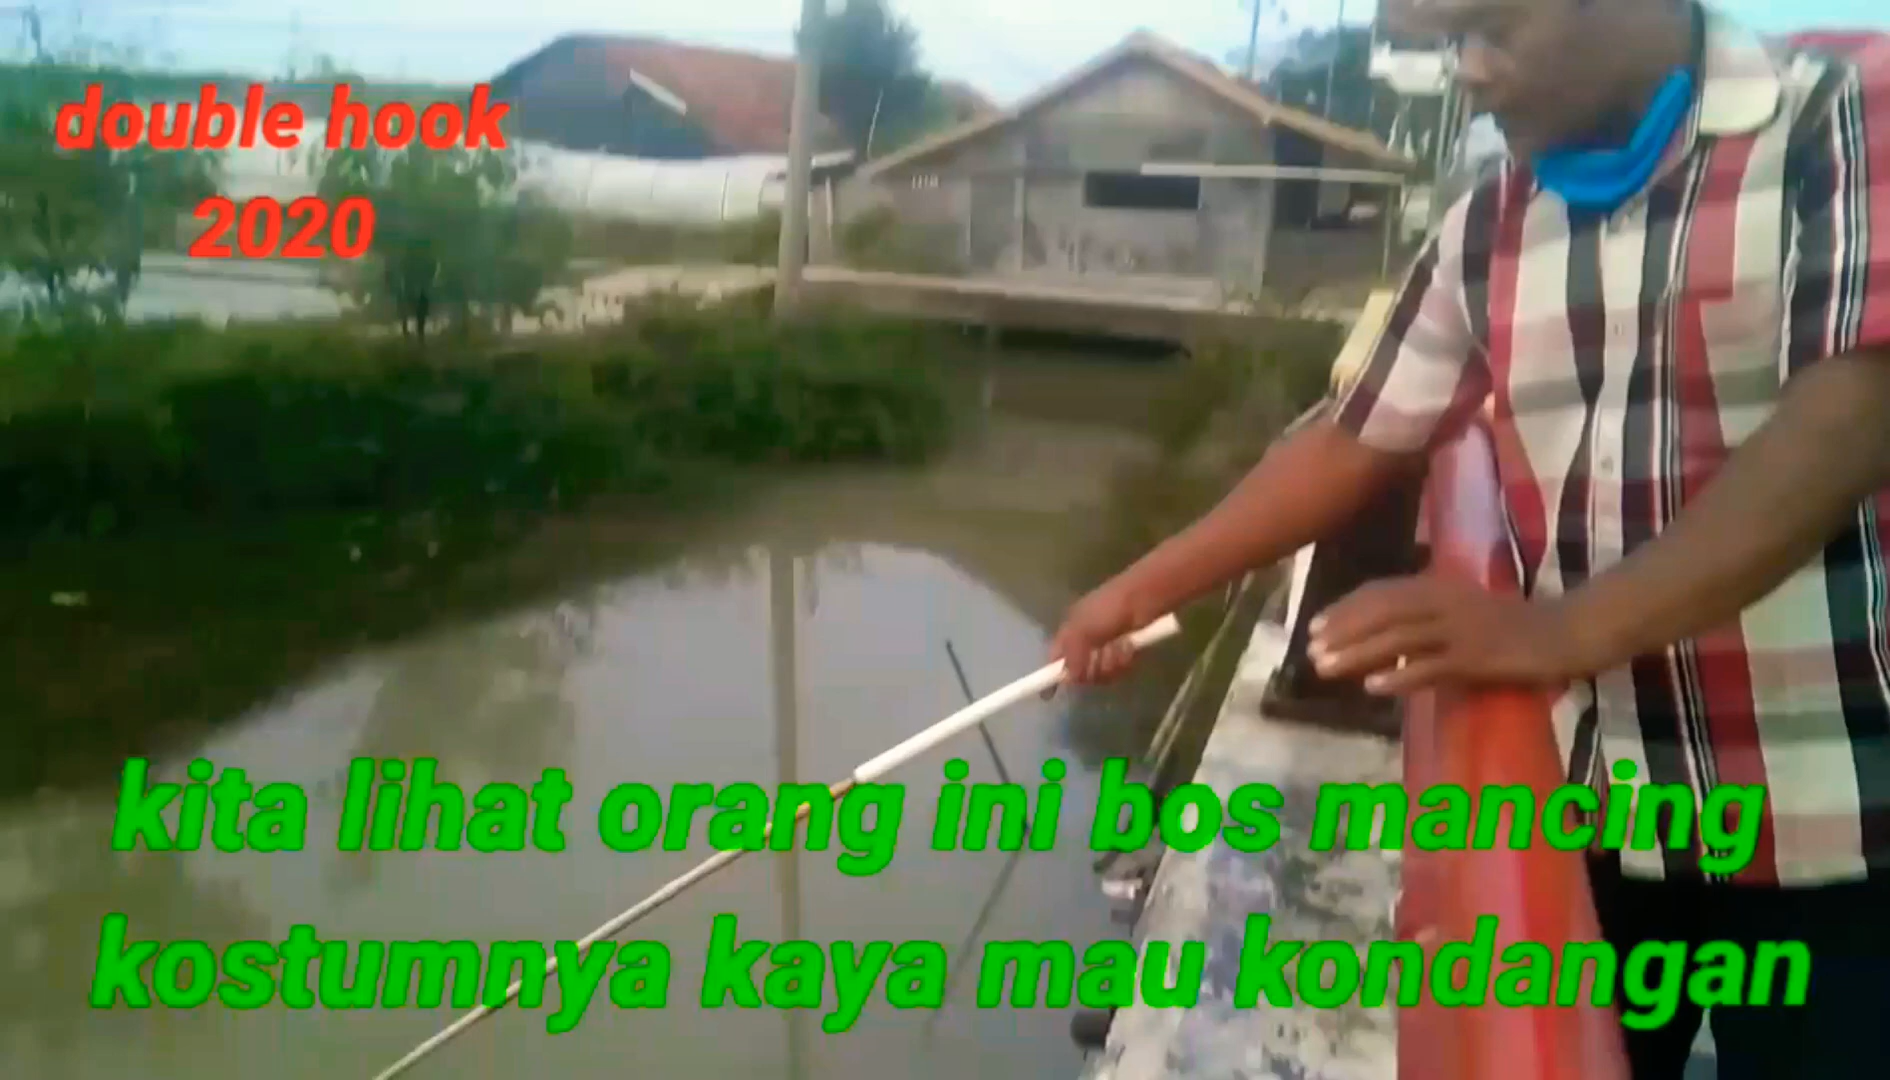 double hook
2020
kita lihat orang ini bos mancing
kostumnya kaya mau kondangan